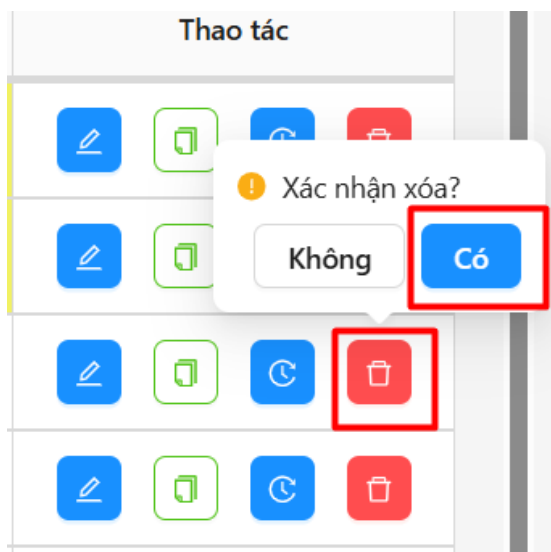 Thao tác
Xác nhận xóa?
Không
Có